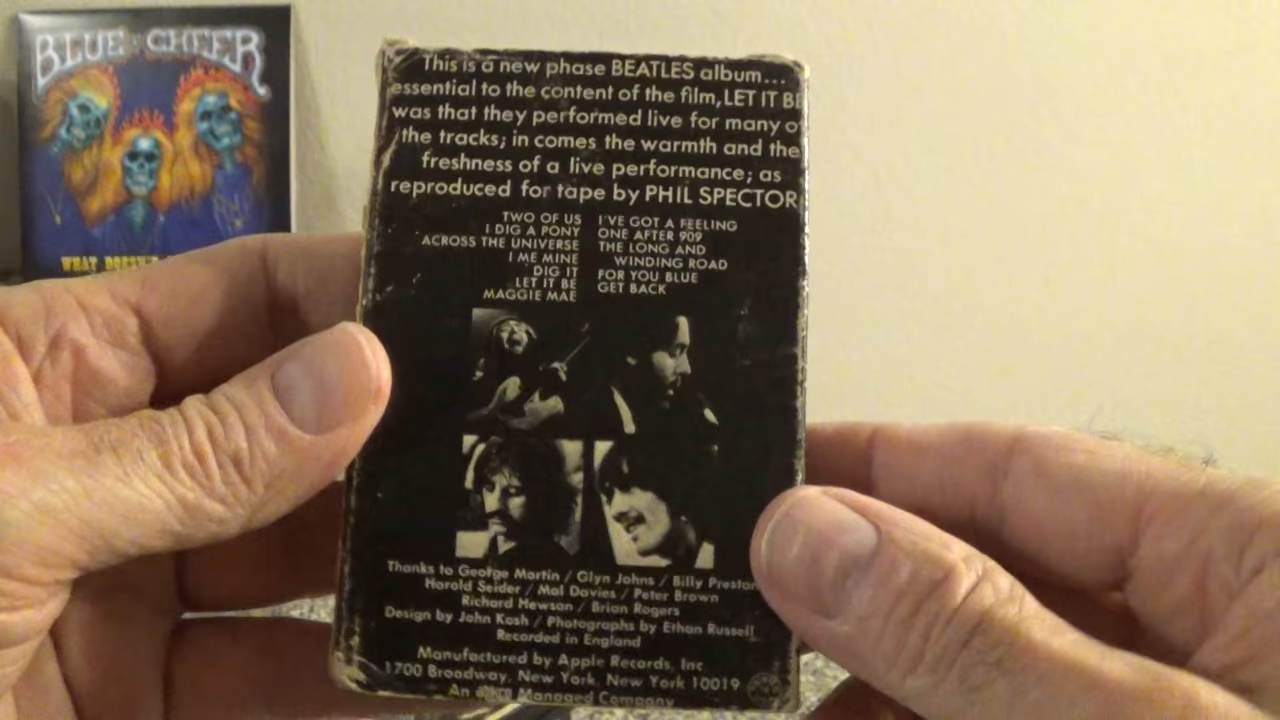 BLUE CHEER
WHAT DOESN'T
This is a new phase BEATLES album...
essential to the content of the film, LET IT BE
was that they performed live for many o
the tracks; in comes the warmth and the
freshness of a live performance; as
reproduced for tape by PHIL SPECTOR
TWO OF US
I DIG A PONY
ACROSS THE UNIVERSE
I ME MINE
DIG IT
LET IT BE
MAGGIE MAE
I'VE GOT A FEELING
ONE AFTER 909
THE LONG AND
WINDING ROAD
FOR YOU BLUE
GET BACK
Thanks to George Martin / Glyn Johns / Billy Preston
Harold Seider / Mal Davies / Peter Brown
Richard Hewson / Brian Rogers
Design by John Kosh / Photographs by Ethan Russell
Recorded in England
Manufactured by Apple Records, Inc
1700 Broadway, New York, New York 10019
An abkco Managed Company